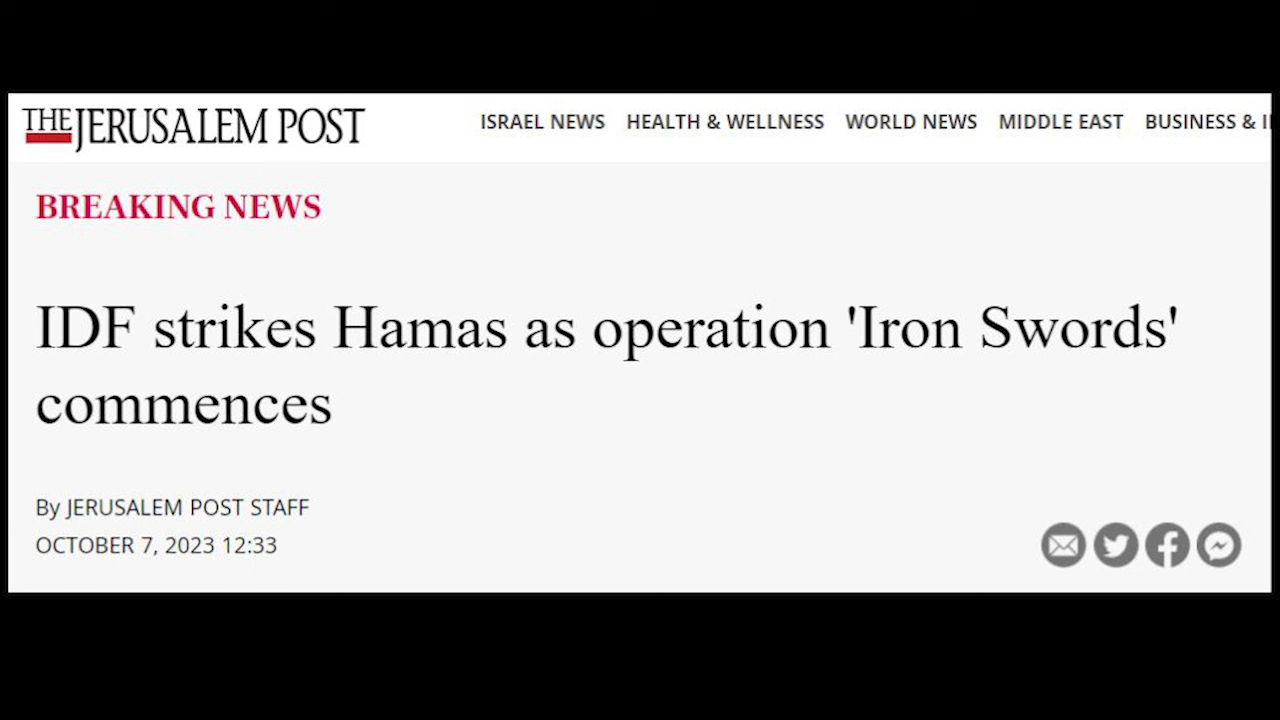 THE JERUSALEM POST
ISRAEL NEWS HEALTH & WELLNESS WORLD NEWS MIDDLE EAST BUSINESS &
BREAKING NEWS
IDF strikes Hamas as operation 'Iron Swords'
commences
By JERUSALEM POST STAFF
OCTOBER 7, 2023 12:33